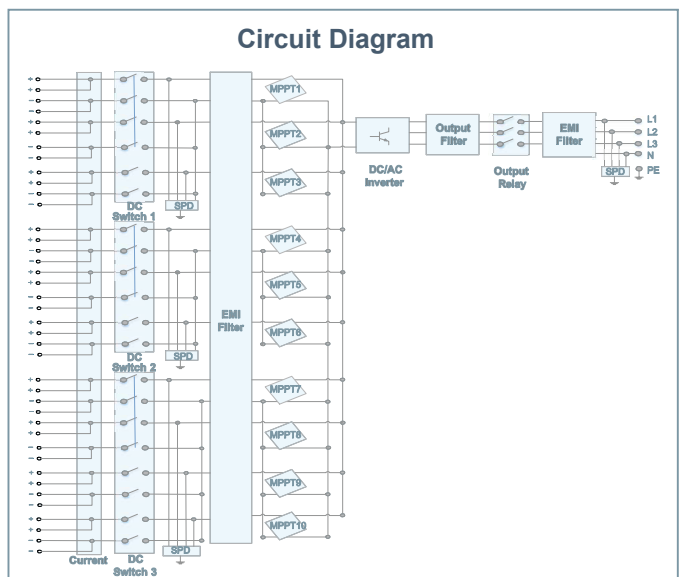 Circuit Diagram
+
+
−
−
+
+
−
−
+
+
−
−
DC
Switch 1
SPD
+
+
−
−
+
+
−
−
+
+
−
−
DC
Switch 2
SPD
+
+
−
−
+
+
−
−
+
+
−
−
+
+
−
−
Current
DC
Switch 3
SPD
EMI
Filter
MPPT1
MPPT2
MPPT3
MPPT4
MPPT5
MPPT6
MPPT7
MPPT8
MPPT9
MPPT10
DC/AC
Inverter
Output
Filter
Output
Relay
EMI
Filter
SPD
L1
L2
L3
N
PE